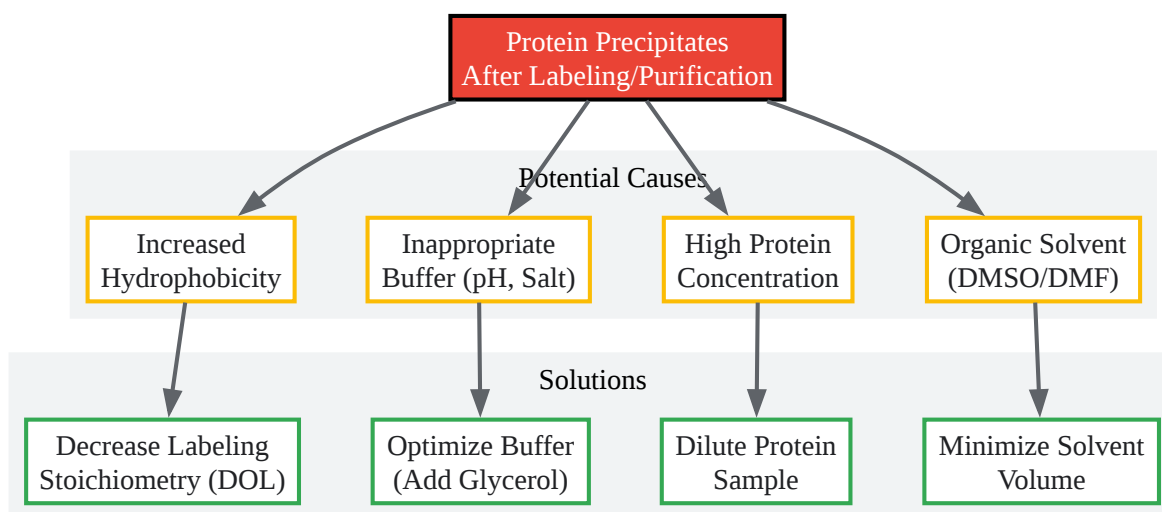 Protein Precipitates
After Labeling/Purification
Potential Causes
Increased
Hydrophobicity
Inappropriate
Buffer (pH, Salt)
High Protein
Concentration
Organic Solvent
(DMSO/DMF)
Solutions
Decrease Labeling
Stoichiometry (DOL)
Optimize Buffer
(Add Glycerol)
Dilute Protein
Sample
Minimize Solvent
Volume